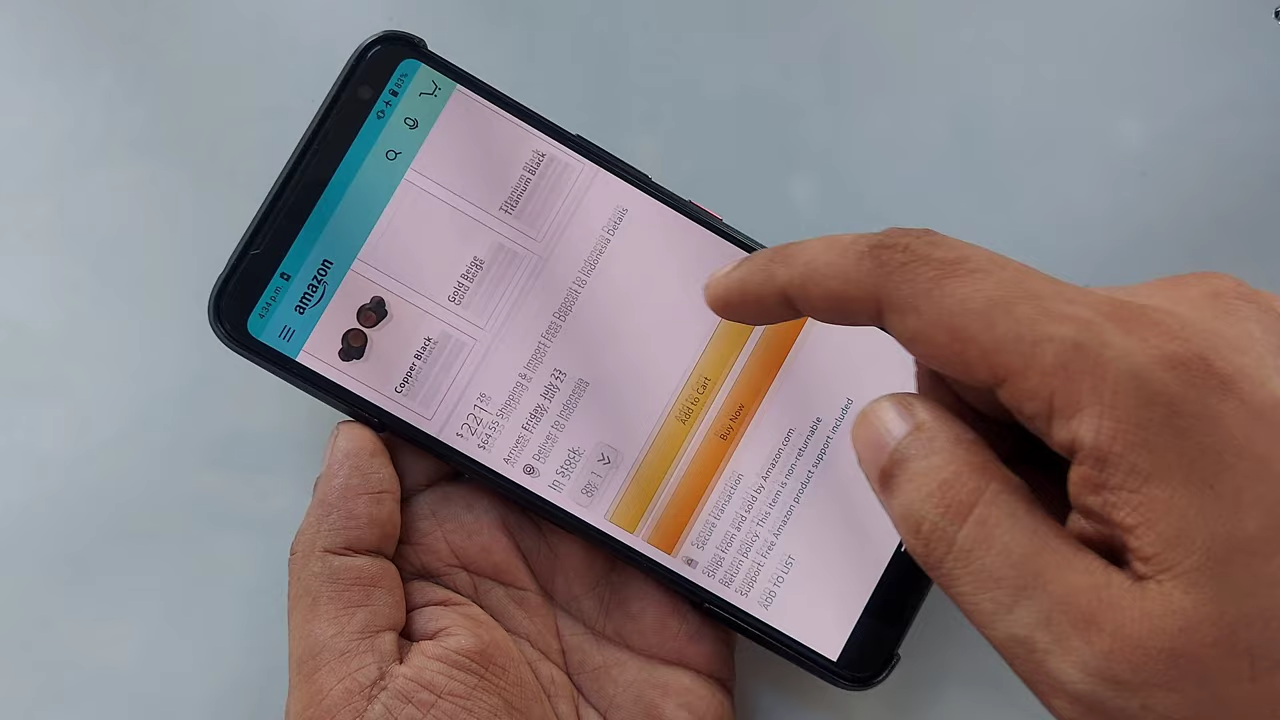 4:34 p.m. 83%
amazon
Copper Black
Gold Beige
Titanium Black
$221
$64.55 Shipping & Import Fees Deposit to Indonesia Details
Arrives: Friday, July 23
Deliver to Indonesia
In Stock.
Qty: 1
Add to Cart
Buy Now
Secure transaction
Ships from and sold by Amazon.com.
Return policy: This item is non-returnable
Support: Free Amazon product support included
ADD TO LIST